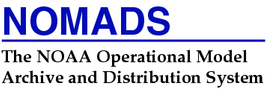 NOMADS
The NOAA Operational Model
Archive and Distribution System